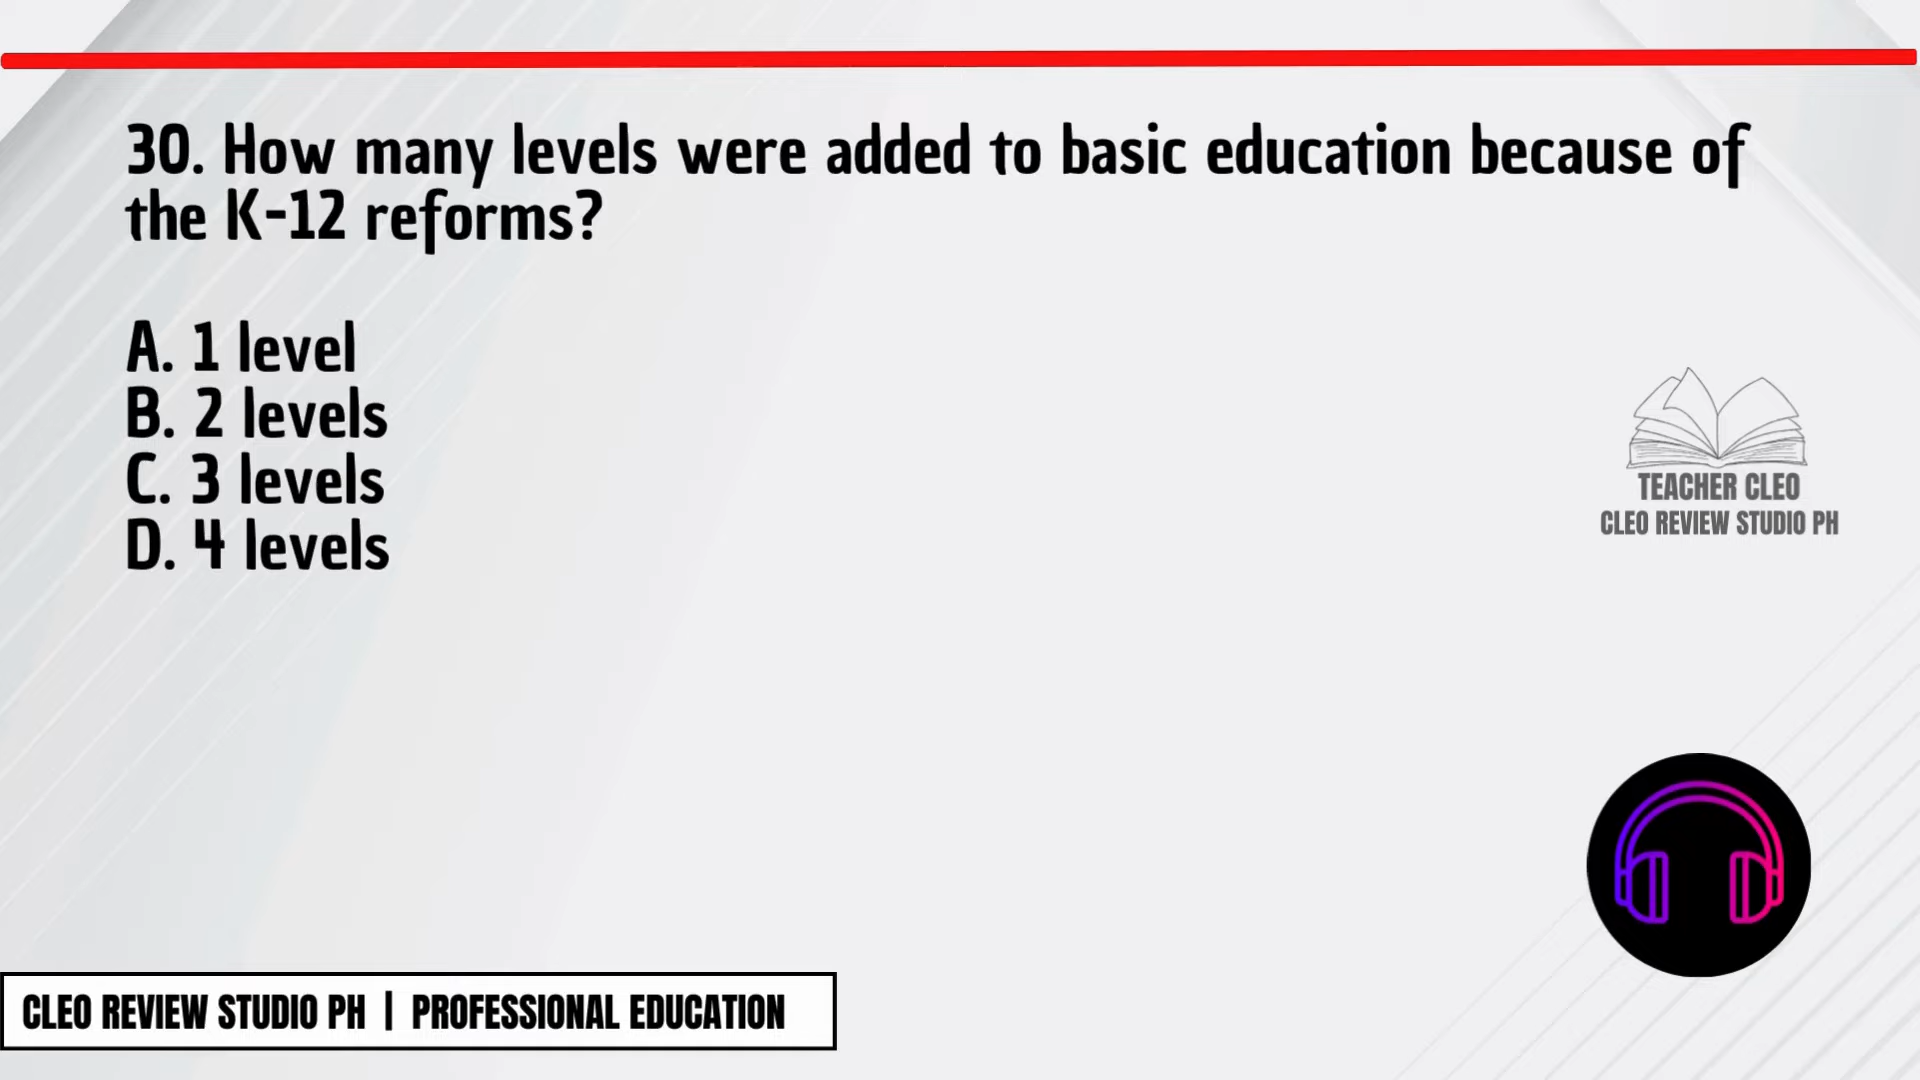 30. How many levels were added to basic education because of
the K-12 reforms?
A. 1 level
B. 2 levels
C. 3 levels
D. 4 levels
TEACHER CLEO
CLEO REVIEW STUDIO PH
CLEO REVIEW STUDIO PH | PROFESSIONAL EDUCATION